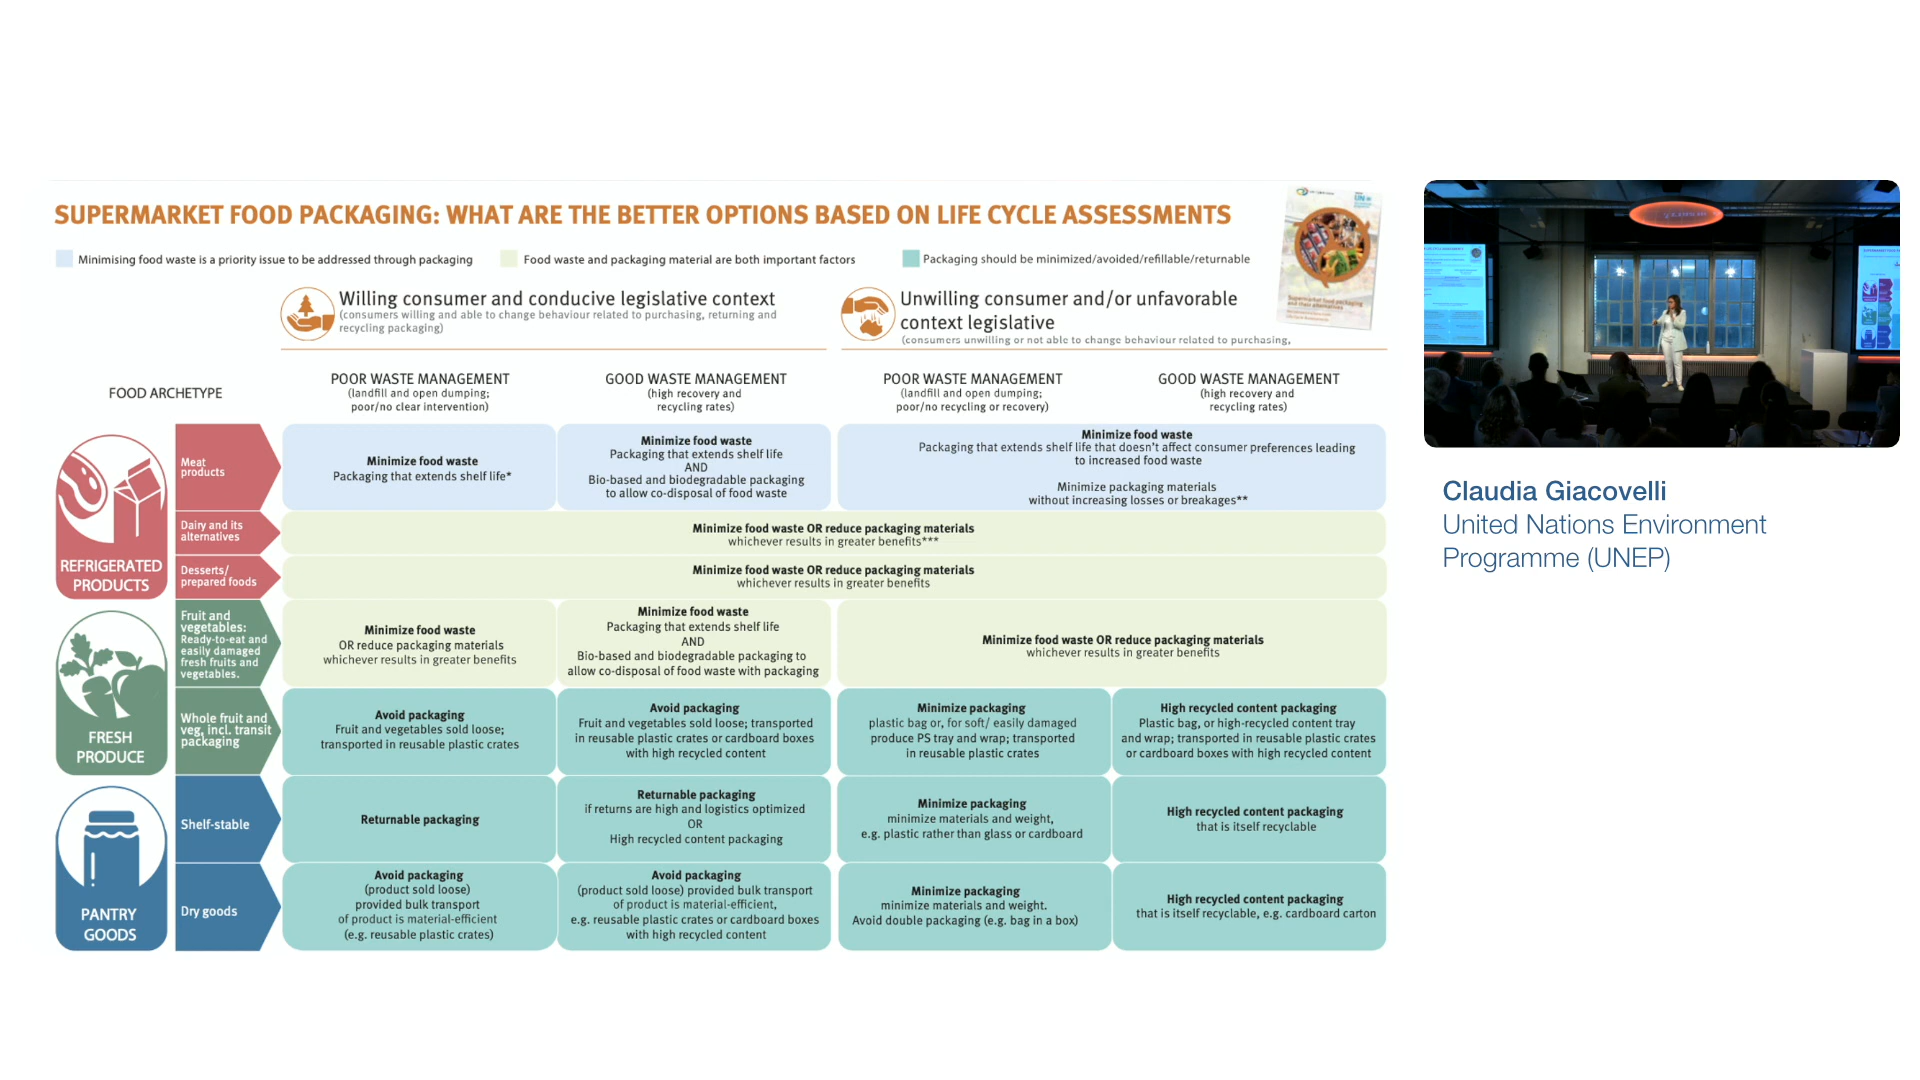 SUPERMARKET FOOD PACKAGING: WHAT ARE THE BETTER OPTIONS BASED ON LIFE CYCLE ASSESSMENTS
Minimising food waste is a priority issue to be addressed through packaging
Food waste and packaging material are both important factors
Packaging should be minimized/avoided/refillable/returnable
Willing consumer and conducive legislative context
(consumers willing and able to change behaviour related to purchasing, returning and
recycling packaging)
Unwilling consumer and/or unfavorable
context legislative
(consumers unwilling or not able to change behaviour related to purchasing,
Supermarket food packaging
and their alternatives
FOOD ARCHETYPE
POOR WASTE MANAGEMENT
(landfill and open dumping;
poor/no clear intervention)
GOOD WASTE MANAGEMENT
(high recovery and
recycling rates)
POOR WASTE MANAGEMENT
(landfill and open dumping;
poor/no recycling or recovery)
GOOD WASTE MANAGEMENT
(high recovery and
recycling rates)
REFRIGERATED
PRODUCTS
Meat
products
Minimize food waste
Packaging that extends shelf life*
Minimize food waste
Packaging that extends shelf life
AND
Bio-based and biodegradable packaging
to allow co-disposal of food waste
Minimize food waste
Packaging that extends shelf life that doesn't affect consumer preferences leading
to increased food waste
Minimize packaging materials
without increasing losses or breakages**
Dairy and its
alternatives
Minimize food waste OR reduce packaging materials
whichever results in greater benefits***
Desserts/
prepared foods
Minimize food waste OR reduce packaging materials
whichever results in greater benefits
FRESH
PRODUCE
Fruit and
vegetables:
Ready-to-eat and
easily damaged
fresh fruits and
vegetables.
Minimize food waste
OR reduce packaging materials
whichever results in greater benefits
Minimize food waste
Packaging that extends shelf life
AND
Bio-based and biodegradable packaging to
allow co-disposal of food waste with packaging
Minimize food waste OR reduce packaging materials
whichever results in greater benefits
Whole fruit and
veg, incl. transit
packaging
Avoid packaging
Fruit and vegetables sold loose;
transported in reusable plastic crates
Avoid packaging
Fruit and vegetables sold loose; transported
in reusable plastic crates or cardboard boxes
with high recycled content
Minimize packaging
plastic bag or, for soft/ easily damaged
produce PS tray and wrap; transported
in reusable plastic crates
High recycled content packaging
Plastic bag, or high-recycled content tray
and wrap; transported in reusable plastic crates
or cardboard boxes with high recycled content
PANTRY
GOODS
Shelf-stable
Returnable packaging
Returnable packaging
if returns are high and logistics optimized
OR
High recycled content packaging
Minimize packaging
minimize materials and weight,
e.g. plastic rather than glass or cardboard
High recycled content packaging
that is itself recyclable
Dry goods
Avoid packaging
(product sold loose)
provided bulk transport
of product is material-efficient
(e.g. reusable plastic crates)
Avoid packaging
(product sold loose) provided bulk transport
of product is material-efficient,
e.g. reusable plastic crates or cardboard boxes
with high recycled content
Minimize packaging
minimize materials and weight.
Avoid double packaging (e.g. bag in a box)
High recycled content packaging
that is itself recyclable, e.g. cardboard carton
Claudia Giacovelli
United Nations Environment
Programme (UNEP)